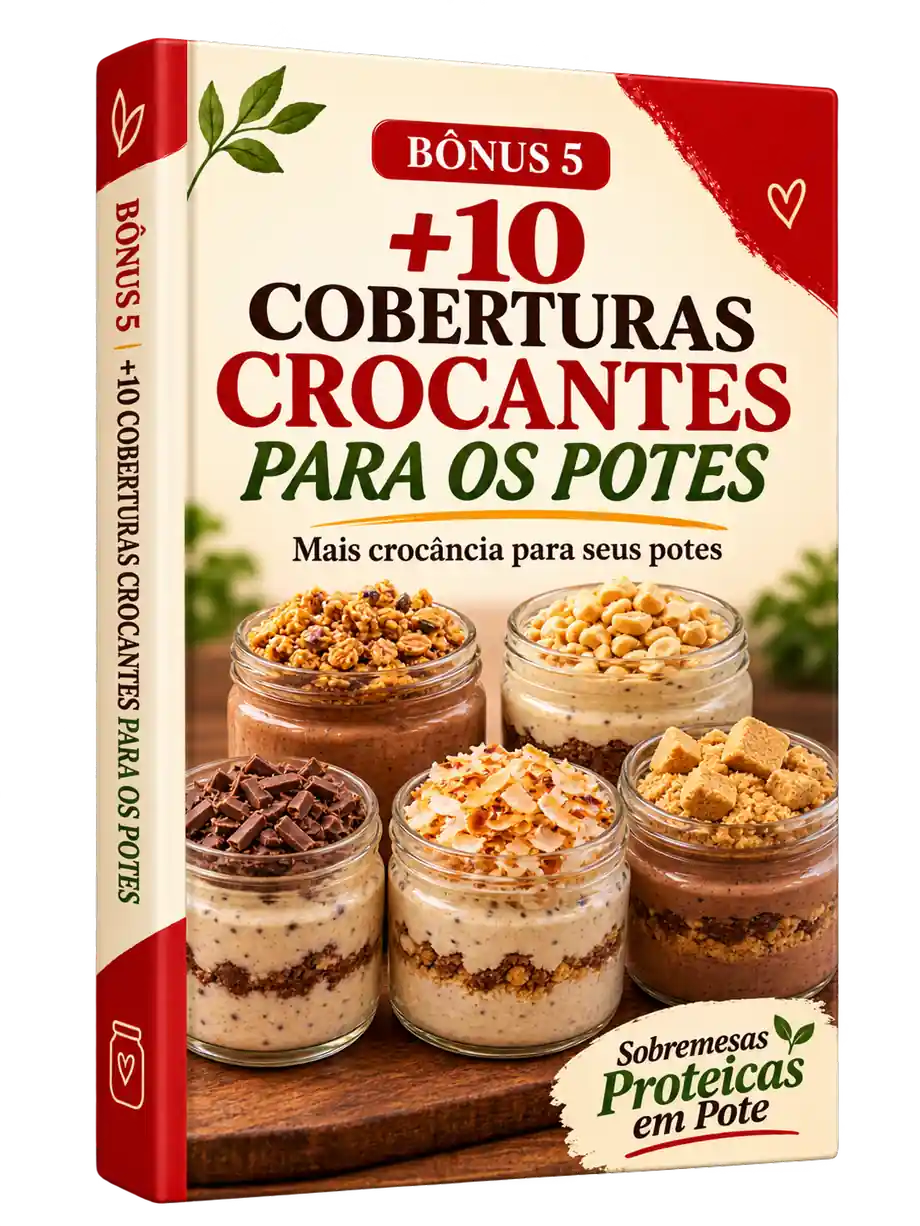 BÔNUS 5 | +10 COBERTURAS CROCANTES PARA OS POTES
BÔNUS 5
+10
COBERTURAS
CROCANTES
PARA OS POTES
Mais crocância para seus potes
Sobremesas
Proteicas
em Pote